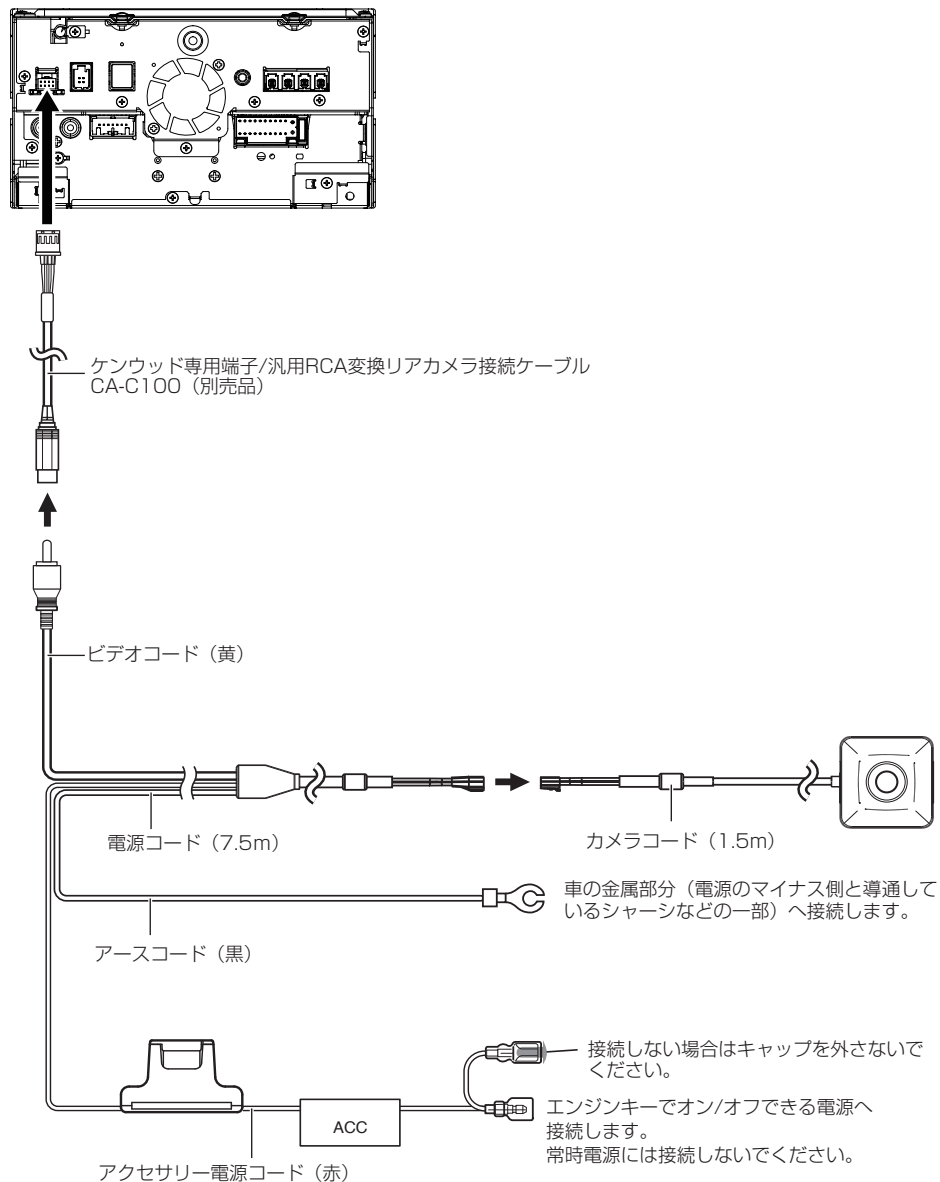 ケンウッド専用端子/汎用RCA変換リアカメラ接続ケーブル
CA-C100（別売品）
ビデオコード（黄）
電源コード（7.5m）
カメラコード（1.5m）
車の金属部分（電源のマイナス側と導通して
いるシャーシなどの一部）へ接続します。
アースコード（黒）
接続しない場合はキャップを外さないで
ください。
ACC
エンジンキーでオン/オフできる電源へ
接続します。
常時電源には接続しないでください。
アクセサリー電源コード（赤）